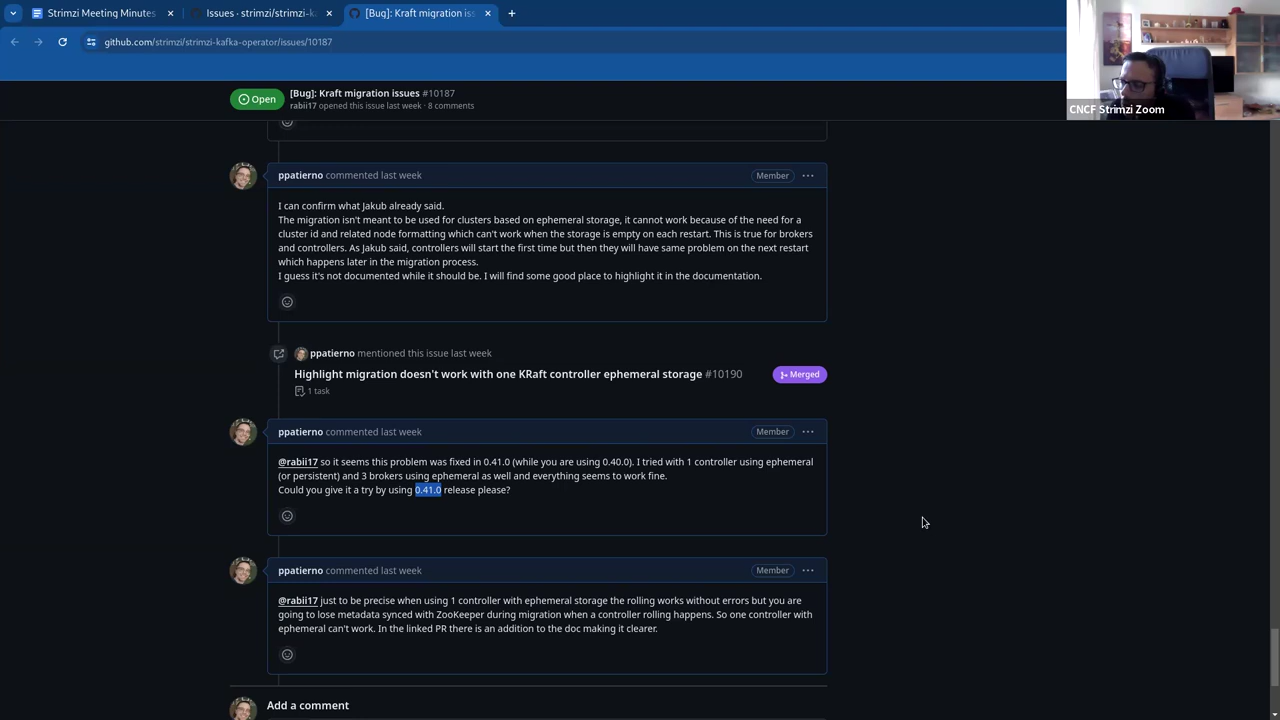 Strimzi Meeting Minutes
Issues · strimzi/strimzi-ka
[Bug]: Kraft migration iss
github.com/strimzi/strimzi-kafka-operator/issues/10187
CNCF Strimzi Zoom
Open
[Bug]: Kraft migration issues #10187
rabii17 opened this issue last week · 8 comments
ppatierno commented last week
Member
I can confirm what Jakub already said.
The migration isn't meant to be used for clusters based on ephemeral storage, it cannot work because of the need for a
cluster id and related node formatting which can't work when the storage is empty on each restart. This is true for brokers
and controllers. As Jakub said, controllers will start the first time but then they will have same problem on the next restart
which happens later in the migration process.
I guess it's not documented while it should be. I will find some good place to highlight it in the documentation.
ppatierno mentioned this issue last week
Highlight migration doesn't work with one KRaft controller ephemeral storage #10190
Merged
1 task
ppatierno commented last week
Member
@rabii17 so it seems this problem was fixed in 0.41.0 (while you are using 0.40.0). I tried with 1 controller using ephemeral
(or persistent) and 3 brokers using ephemeral as well and everything seems to work fine.
Could you give it a try by using 0.41.0 release please?
ppatierno commented last week
Member
@rabii17 just to be precise when using 1 controller with ephemeral storage the rolling works without errors but you are
going to lose metadata synced with ZooKeeper during migration when a controller rolling happens. So one controller with
ephemeral can't work. In the linked PR there is an addition to the doc making it clearer.
Add a comment